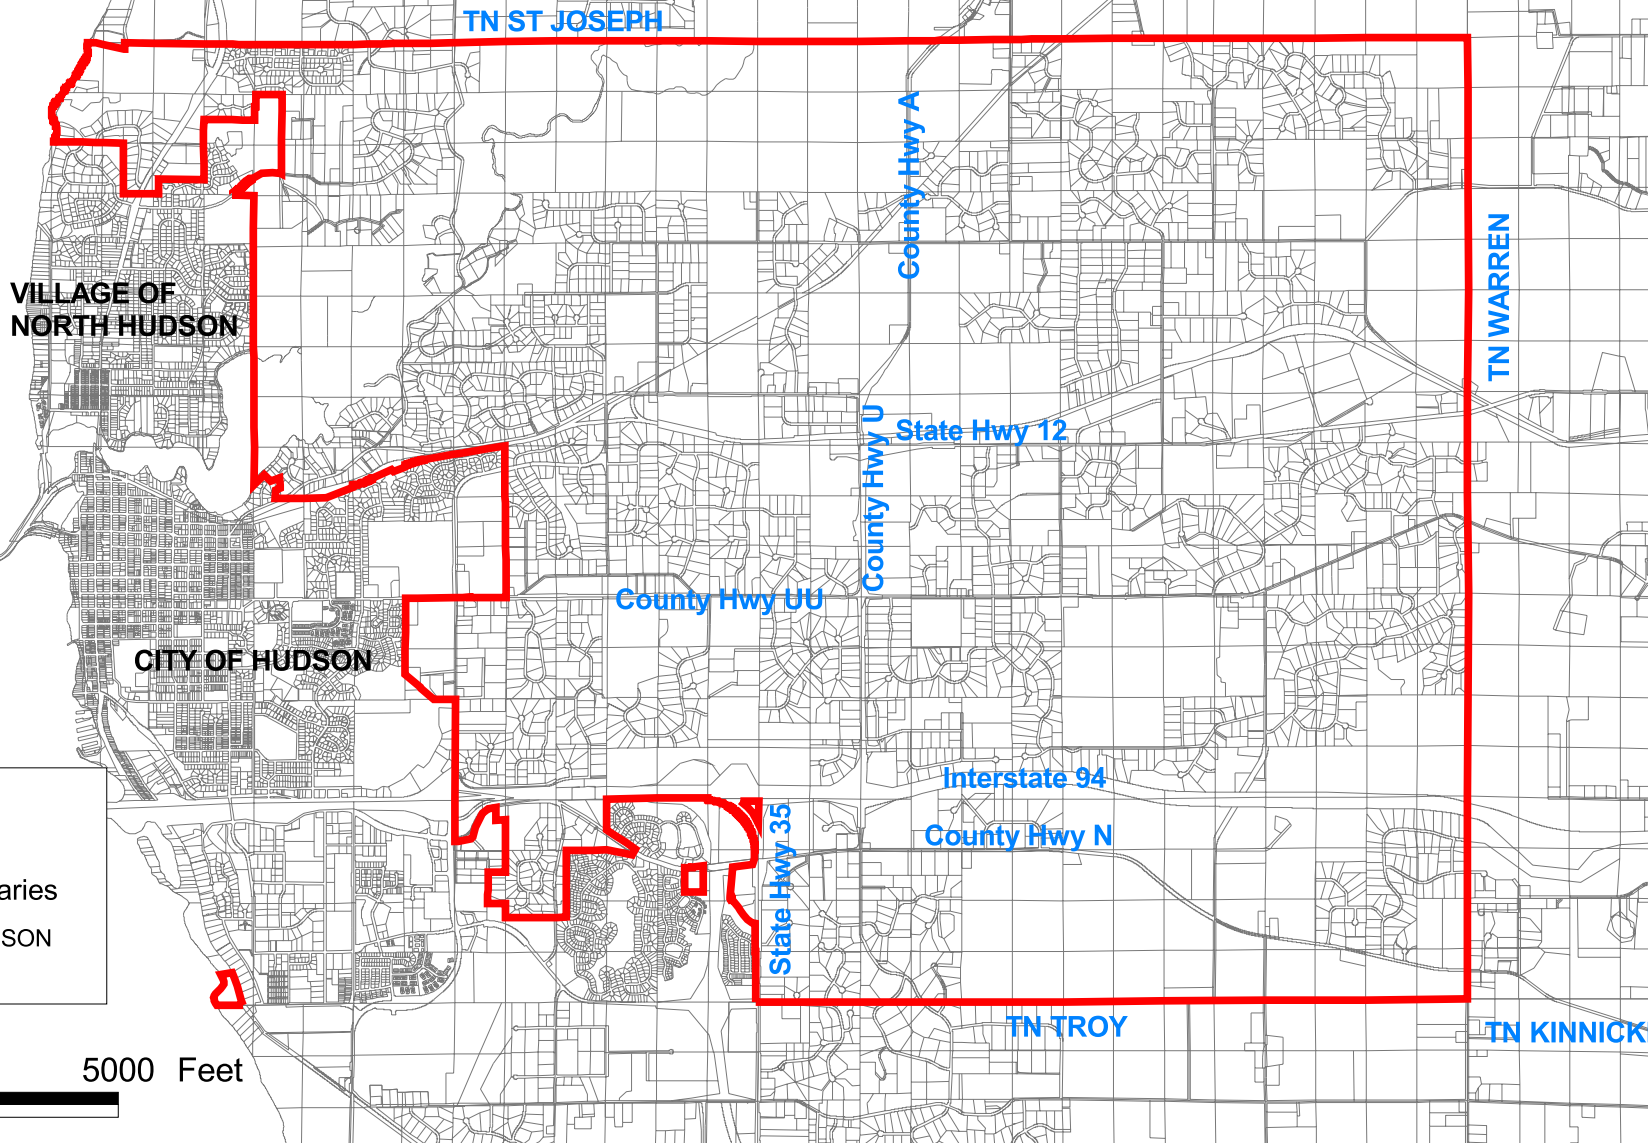 TN ST JOSEPH
County Hwy A
TN WARREN
VILLAGE OF
NORTH HUDSON
State Hwy 12
County Hwy U
County Hwy UU
CITY OF HUDSON
Interstate 94
County Hwy N
State Hwy 35
aries
SON
TN TROY
TN KINNICK
5000 Feet